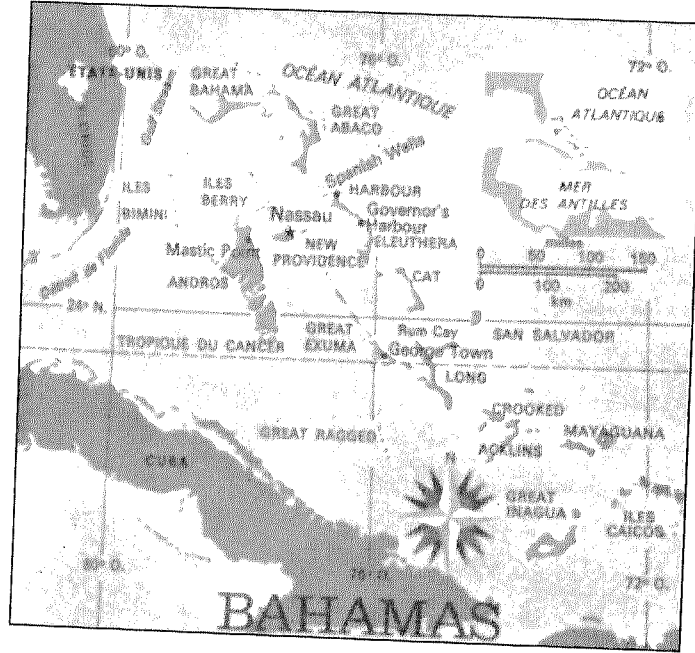 80° O.
76° O.
72° O.
ÉTATS-UNIS
GREAT
BAHAMA
OCÉAN ATLANTIQUE
OCÉAN
ATLANTIQUE
GREAT
ABACO
Spanish Wells
HARBOUR
ILES
BIMINI
ILES
BERRY
MER
DES ANTILLES
Nassau
Governor's
Harbour
ELEUTHERA
NEW
PROVIDENCE
Mastic Point
ANDROS
miles
0 50 100 150
0 100 200
km
CAT
24° N.
TROPIQUE DU CANCER
GREAT
EXUMA
Rum Cay
SAN SALVADOR
George Town
LONG
CROOKED
MAYAGUANA
ACKLINS
GREAT RAGGED
CUBA
N
GREAT
INAGUA
ILES
CAICOS
80° O.
76° O.
72° O.
BAHAMAS